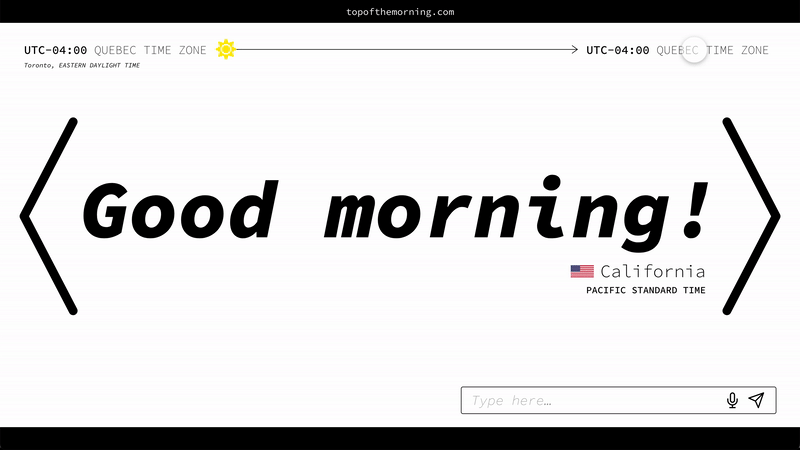 topofthemorning.com
UTC-04:00 QUEBEC TIME ZONE
Toronto, EASTERN DAYLIGHT TIME
UTC-04:00 QUEBEC TIME ZONE
Good morning!
California
PACIFIC STANDARD TIME
Type here…